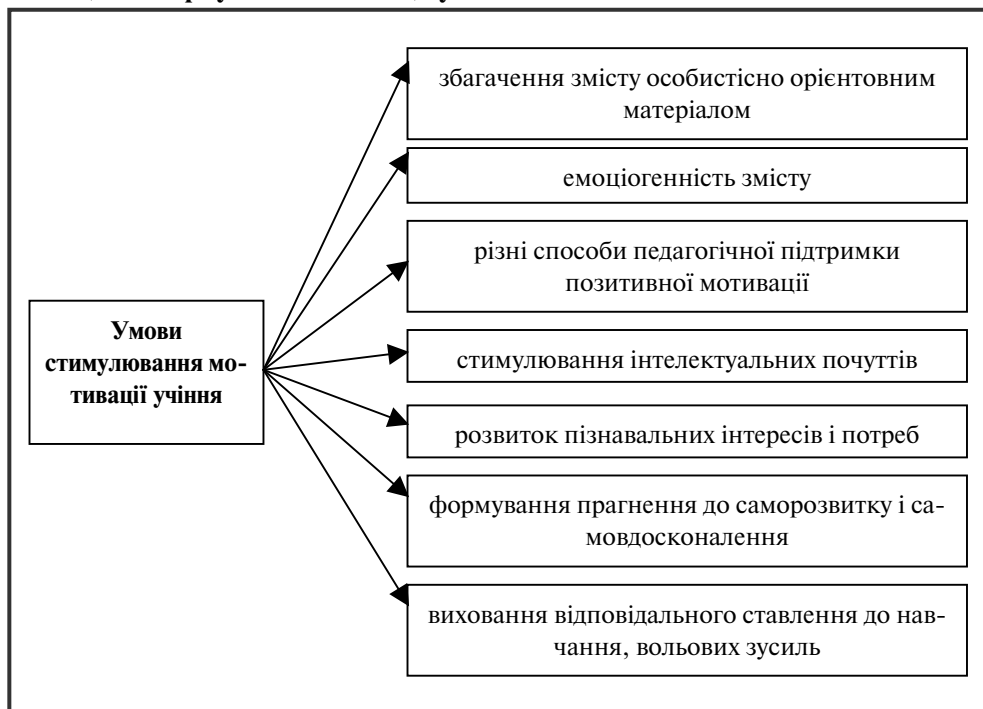 збагачення змісту особистісно орієнтовним
матеріалом
емоціогенність змісту
різні способи педагогічної підтримки
позитивної мотивації
Умови
стимулювання мо-
тивації учіння
стимулювання інтелектуальних почуттів
розвиток пізнавальних інтересів і потреб
формування прагнення до саморозвитку і са-
мовдосконалення
виховання відповідального ставлення до нав-
чання, вольових зусиль